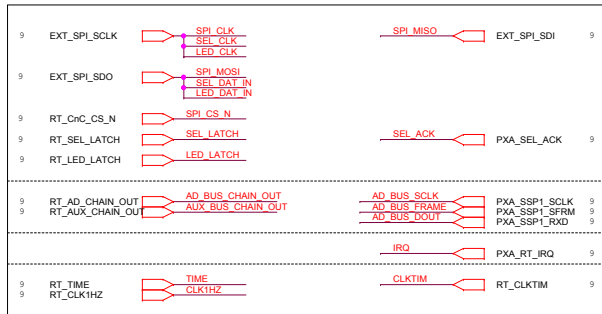 9 EXT_SPI_SCLK SPI_CLK SPI_MISO EXT_SPI_SDI 9
SEL_CLK
LED_CLK
9 EXT_SPI_SDO SPI_MOSI
SEL_DAT_IN
LED_DAT_IN
9 RT_CnC_CS_N SPI_CS_N
9 RT_SEL_LATCH SEL_LATCH SEL_ACK PXA_SEL_ACK 9
9 RT_LED_LATCH LED_LATCH
9 RT_AD_CHAIN_OUT AD_BUS_CHAIN_OUT AD_BUS_SCLK PXA_SSP1_SCLK 9
9 RT_AUX_CHAIN_OUT AUX_BUS_CHAIN_OUT AD_BUS_FRAME PXA_SSP1_SFRM 9
AD_BUS_DOUT PXA_SSP1_RXD 9
IRQ PXA_RT_IRQ 9
9 RT_TIME TIME CLKTIM RT_CLKTIM 9
9 RT_CLK1HZ CLK1HZ